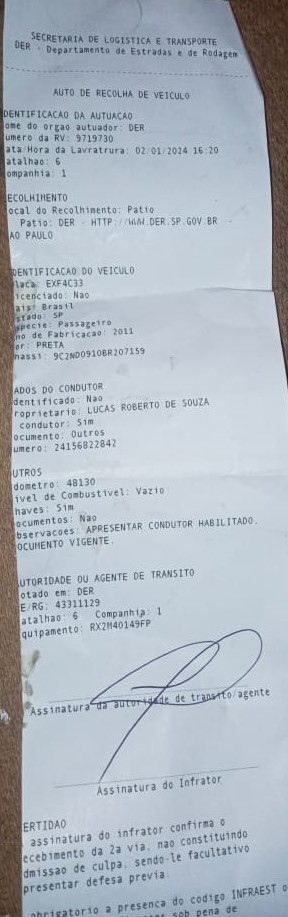 SECRETARIA DE LOGISTICA E TRANSPORTE
DER - Departamento de Estradas e de Rodagem
AUTO DE RECOLHA DE VEICULO
DENTIFICACAO DA AUTUACAO
ome do orgao autuador: DER
umero da RV: 9719730
ata/Hora da Lavratura: 02/01/2024 16:20
atalhao: 6
ompanhia: 1
ECOLHIMENTO
ocal do Recolhimento: Patio
Patio: DER - HTTP://WWW.DER.SP.GOV.BR
AO PAULO
DENTIFICACAO DO VEICULO
laca: EXF4C33
icenciado: Nao
ais: Brasil
stado: SP
specie: Passageiro
no de Fabricacao: 2011
or: PRETA
hassi: 9C2ND0910BR207159
ADOS DO CONDUTOR
dentificado: Nao
roprietario: LUCAS ROBERTO DE SOUZA
condutor: Sim
ocumento: Outros
umero: 24156822842
UTROS
dometro: 48130
ivel de Combustivel: Vazio
haves: Sim
ocumentos: Nao
bservacoes: APRESENTAR CONDUTOR HABILITADO.
OCUMENTO VIGENTE.
UTORIDADE OU AGENTE DE TRANSITO
otado em: DER
E/RG: 43311129
atalhao: 6 Companhia: 1
quipamento: RX2M40149FP
Assinatura da autoridade de transito/agente
Assinatura do Infrator
ERTIDAO
assinatura do infrator confirma o
ecebimento da 2a via, nao constituindo
dmissao de culpa, sendo-le facultativo
presentar defesa previa.
obrigatorio a presenca do codigo INFRAEST o
sob pena de